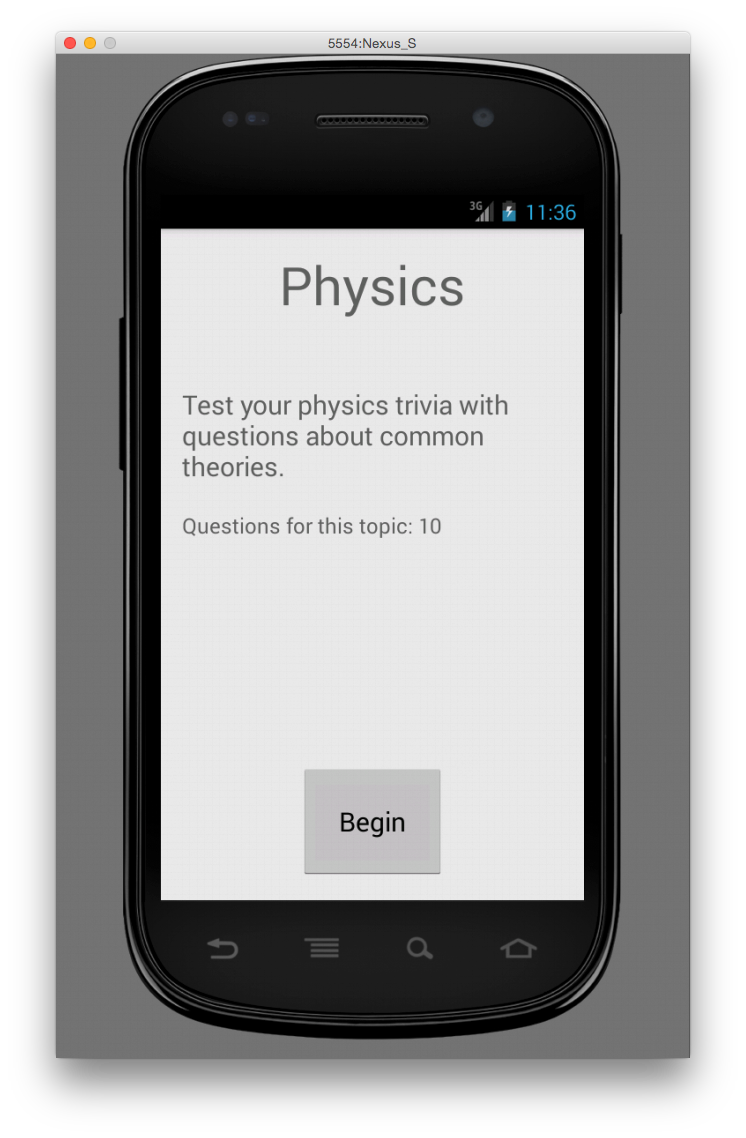 5554:Nexus_S
3G 11:36
Physics
Test your physics trivia with
questions about common
theories.
Questions for this topic: 10
Begin